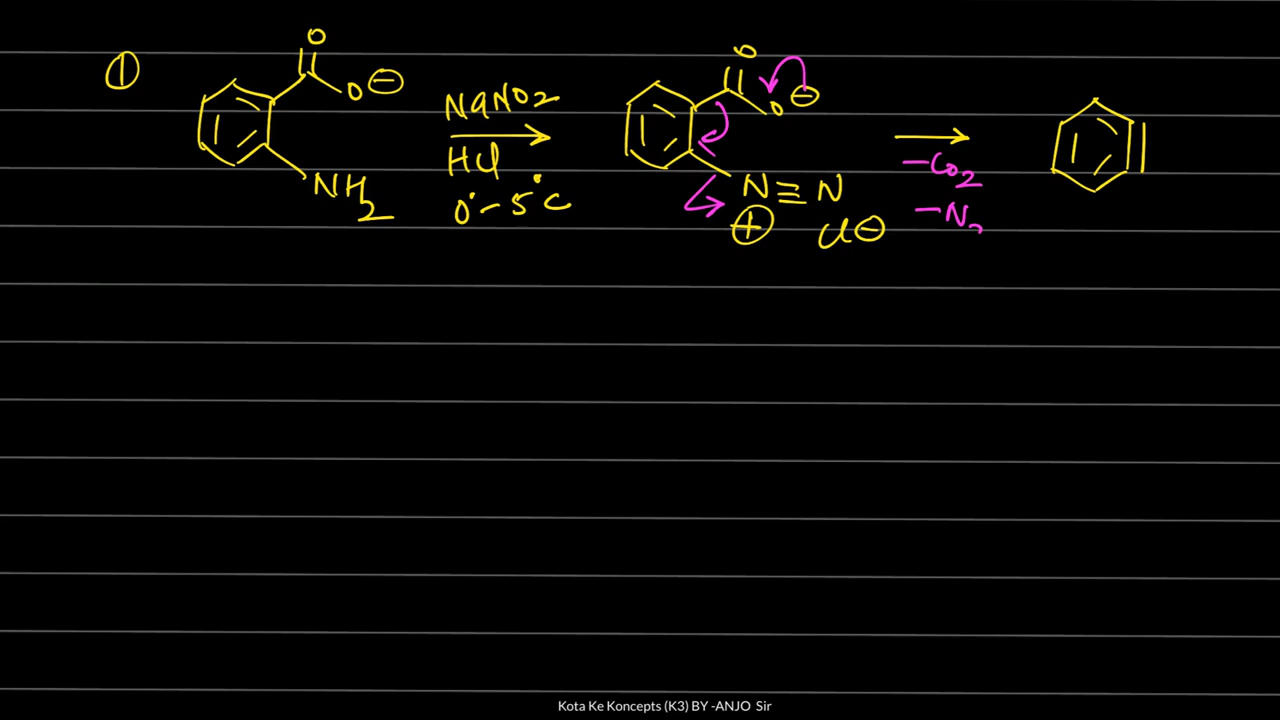 ①
O
O ⊖
NH2
NaNO2
HCl
0°-5°C
O
O ⊖
N≡N
⊕
Cl⊖
-CO2
-N2
Kota Ke Koncepts (K3) BY -ANJO Sir